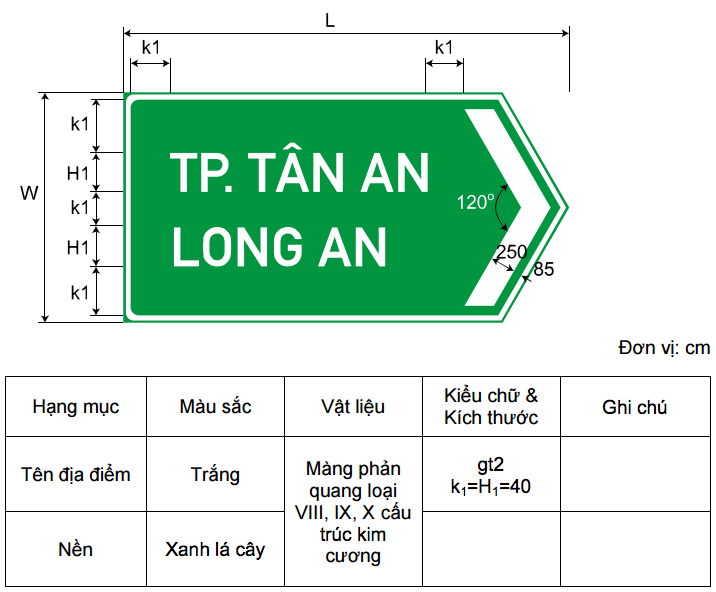 L
k1
k1
k1
H1
W
k1
H1
k1
TP. TÂN AN
LONG AN
120°
250
85
Đơn vị: cm
Hạng mục
Màu sắc
Vật liệu
Kiểu chữ &
Kích thước
Ghi chú
Tên địa điểm
Trắng
Màng phản
quang loại
VIII, IX, X cấu
trúc kim
cương
gt2
k₁=H₁=40
Nền
Xanh lá cây